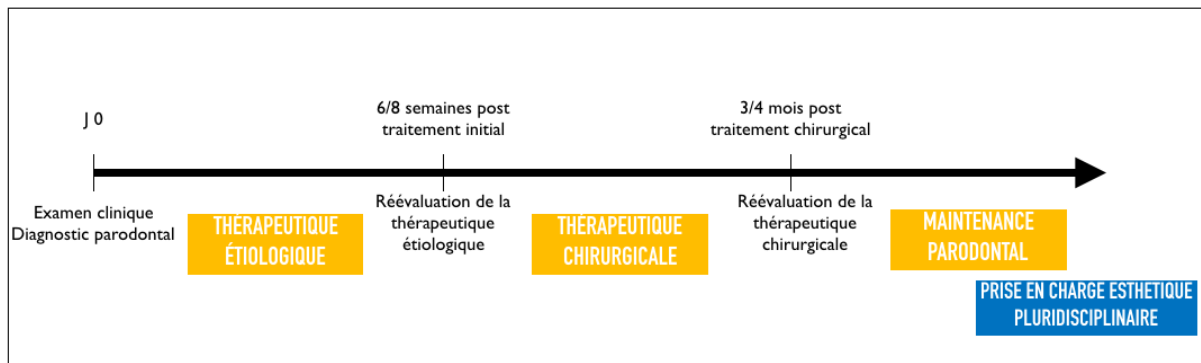 J 0
6/8 semaines post
traitement initial
3/4 mois post
traitement chirurgical
Examen clinique
Diagnostic parodontal
THÉRAPEUTIQUE
ÉTIOLOGIQUE
Réévaluation de la
thérapeutique
étiologique
THÉRAPEUTIQUE
CHIRURGICALE
Réévaluation de la
thérapeutique
chirurgicale
MAINTENANCE
PARODONTAL
PRISE EN CHARGE ESTHETIQUE
PLURIDISCIPLINAIRE